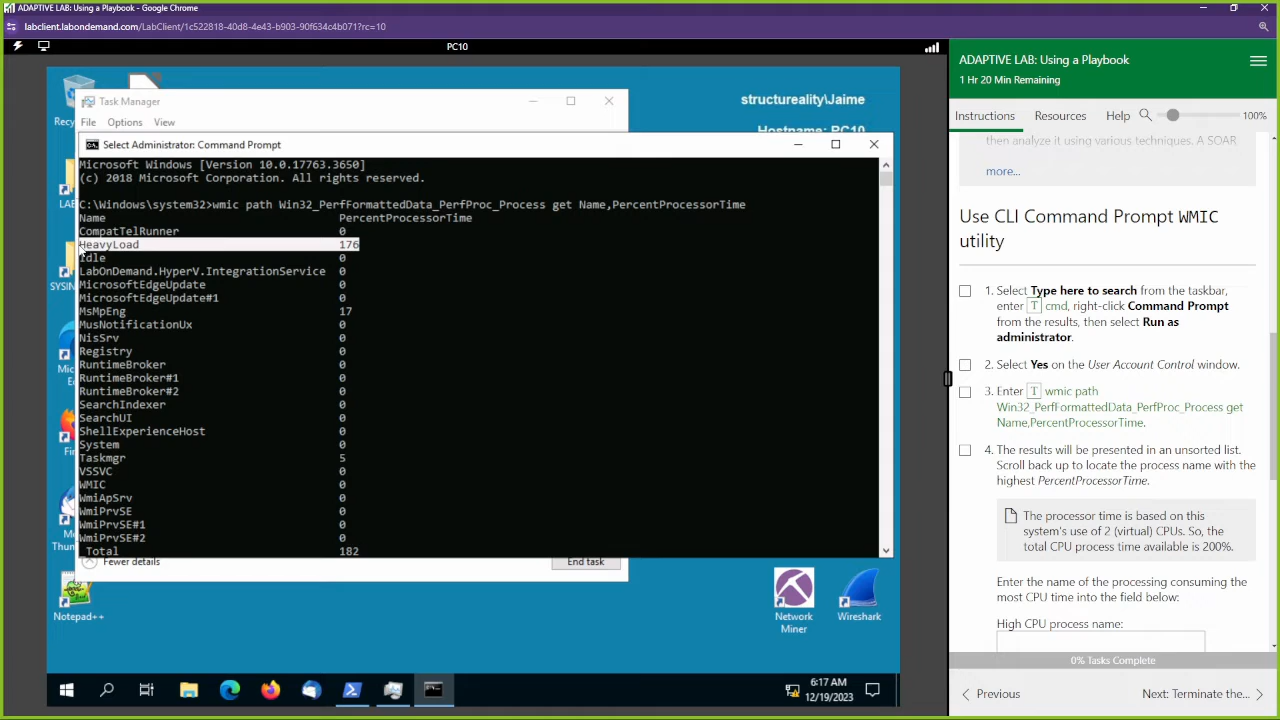 ADAPTIVE LAB: Using a Playbook - Google Chrome
labclient.labondemand.com/LabClient/1c522818-40d8-4e43-b903-90f634c4b071?rc=10
PC10
structureality\Jaime
Hostname: PC10
Task Manager
File Options View
Select Administrator: Command Prompt
Microsoft Windows [Version 10.0.17763.3650]
(c) 2018 Microsoft Corporation. All rights reserved.
C:\Windows\system32>wmic path Win32_PerfFormattedData_PerfProc_Process get Name,PercentProcessorTime
Name PercentProcessorTime
CompatTelRunner 0
HeavyLoad 176
Idle 0
LabOnDemand.HyperV.IntegrationService 0
MicrosoftEdgeUpdate 0
MicrosoftEdgeUpdate#1 0
MsMpEng 17
MusNotificationUx 0
NisSrv 0
Registry 0
RuntimeBroker 0
RuntimeBroker#1 0
RuntimeBroker#2 0
SearchIndexer 0
SearchUI 0
ShellExperienceHost 0
System 0
Taskmgr 5
VSSVC 0
WMIC 0
WmiApSrv 0
WmiPrvSE 0
WmiPrvSE#1 0
WmiPrvSE#2 0
_Total 182
Fewer details
End task
Notepad++
Network
Miner
Wireshark
6:17 AM
12/19/2023
ADAPTIVE LAB: Using a Playbook
1 Hr 20 Min Remaining
Instructions Resources Help 100%
then analyze it using various techniques. A SOAR
more...
Use CLI Command Prompt WMIC
utility
1. Select Type here to search from the taskbar,
enter T cmd, right-click Command Prompt
from the results, then select Run as
administrator.
2. Select Yes on the User Account Control window.
3. Enter T wmic path
Win32_PerfFormattedData_PerfProc_Process get
Name,PercentProcessorTime.
4. The results will be presented in an unsorted list.
Scroll back up to locate the process name with the
highest PercentProcessorTime.
The processor time is based on this
system's use of 2 (virtual) CPUs. So, the
total CPU process time available is 200%.
Enter the name of the processing consuming the
most CPU time into the field below:
High CPU process name:
0% Tasks Complete
Previous
Next: Terminate the...